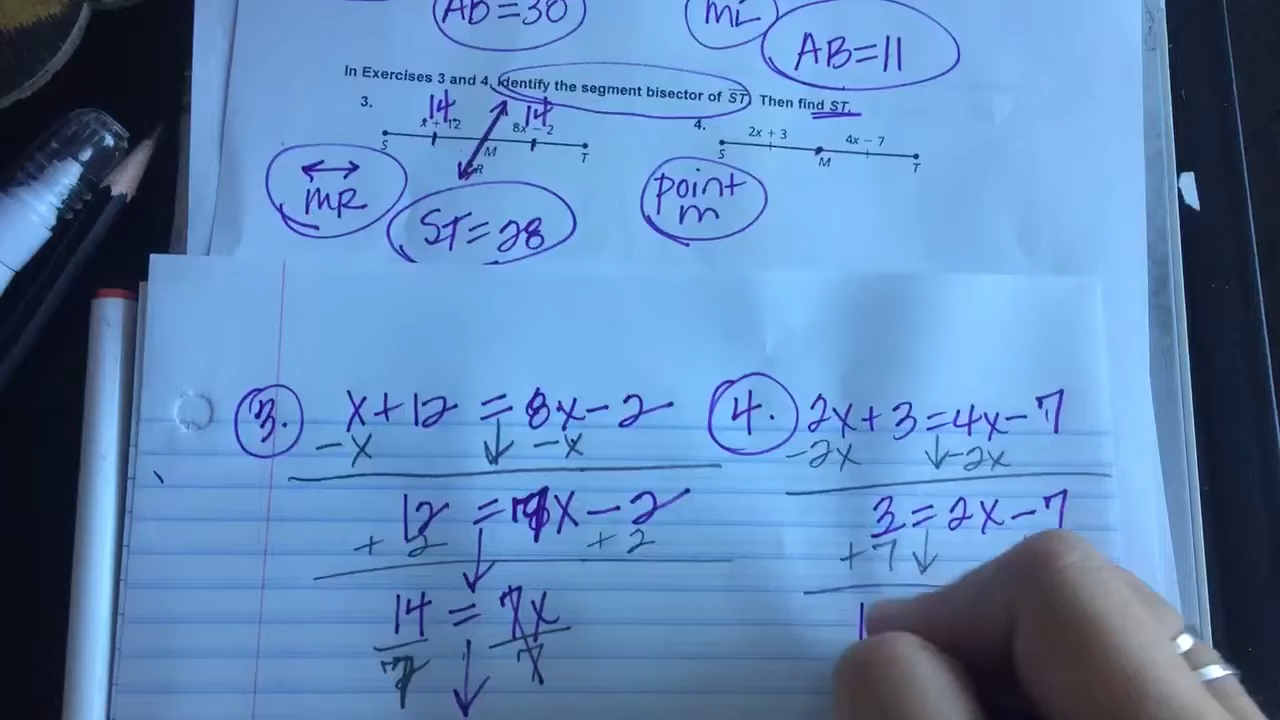 AB=30
ML
AB=11
In Exercises 3 and 4, identify the segment bisector of ST. Then find ST.
3.
14
14
x + 12
8x − 2
S
M
T
R
MR
ST=28
4.
2x + 3
4x − 7
S
M
T
point
m
3.
x+12 = 8x−2
−x −x
12 = 7x−2
+ 2 +2
14 = 7x
7 7
4.
2x+3=4x−7
−2x −2x
3=2x−7
+7
1